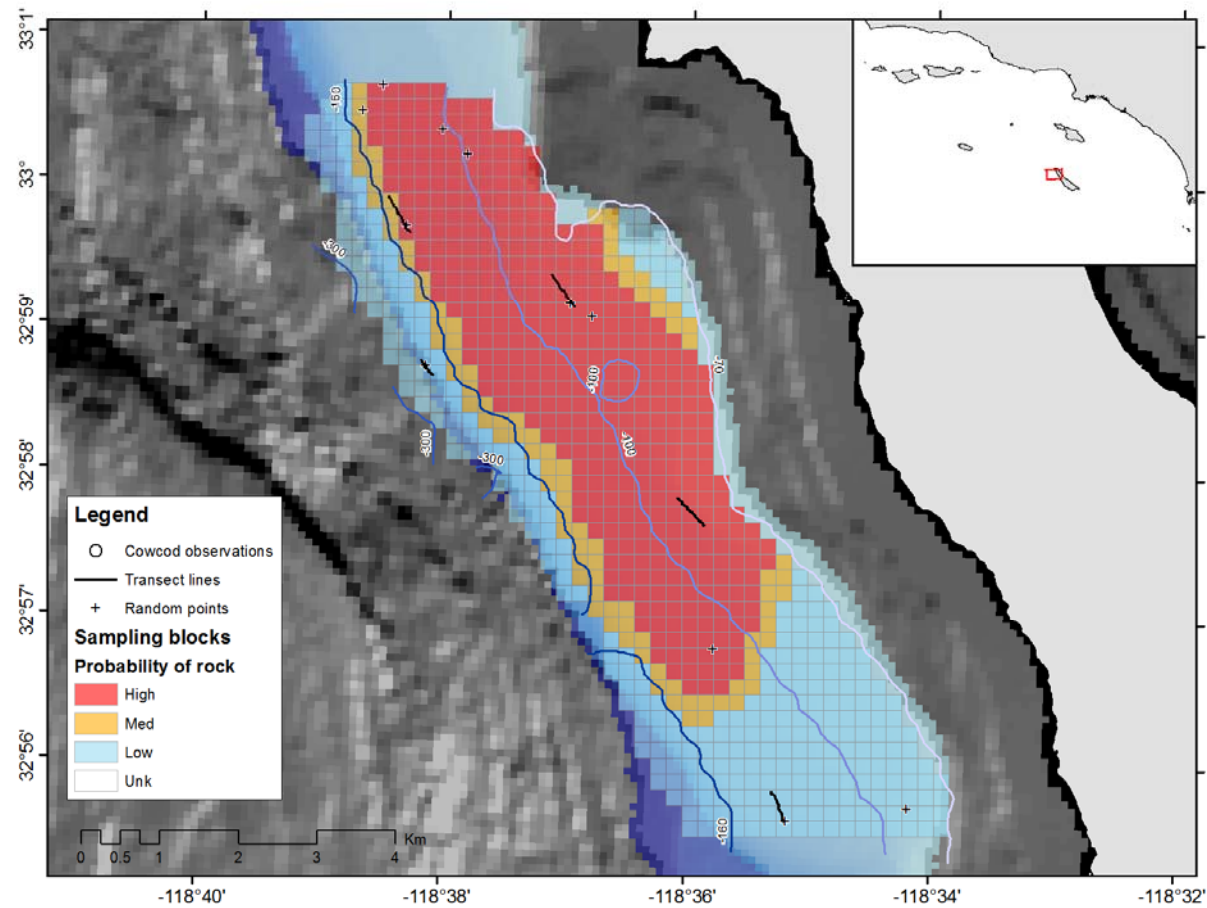 33°1'
33°
32°59'
32°58'
32°57'
32°56'
-160
-300
-100
-70
-100
-300
-300
-160
Legend
Cowcod observations
Transect lines
Random points
Sampling blocks
Probability of rock
High
Med
Low
Unk
Km
0 0.5 1 2 3 4
-118°40' -118°38' -118°36' -118°34' -118°32'